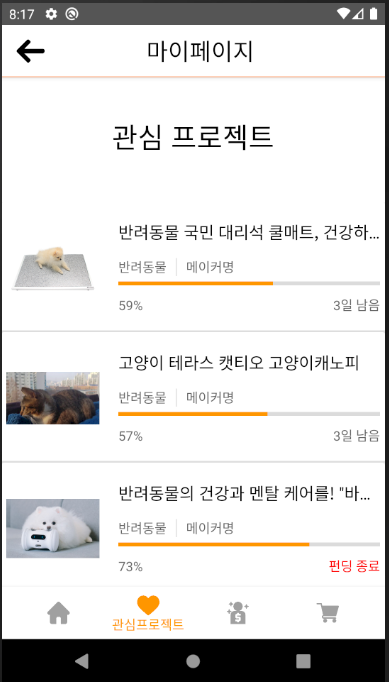 8:17
마이페이지
관심 프로젝트
반려동물 국민 대리석 쿨매트, 건강하...
반려동물 메이커명
59% 3일 남음
고양이 테라스 캣티오 고양이캐노피
반려동물 메이커명
57% 3일 남음
반려동물의 건강과 멘탈 케어를! "바...
반려동물 메이커명
73% 펀딩 종료
관심프로젝트